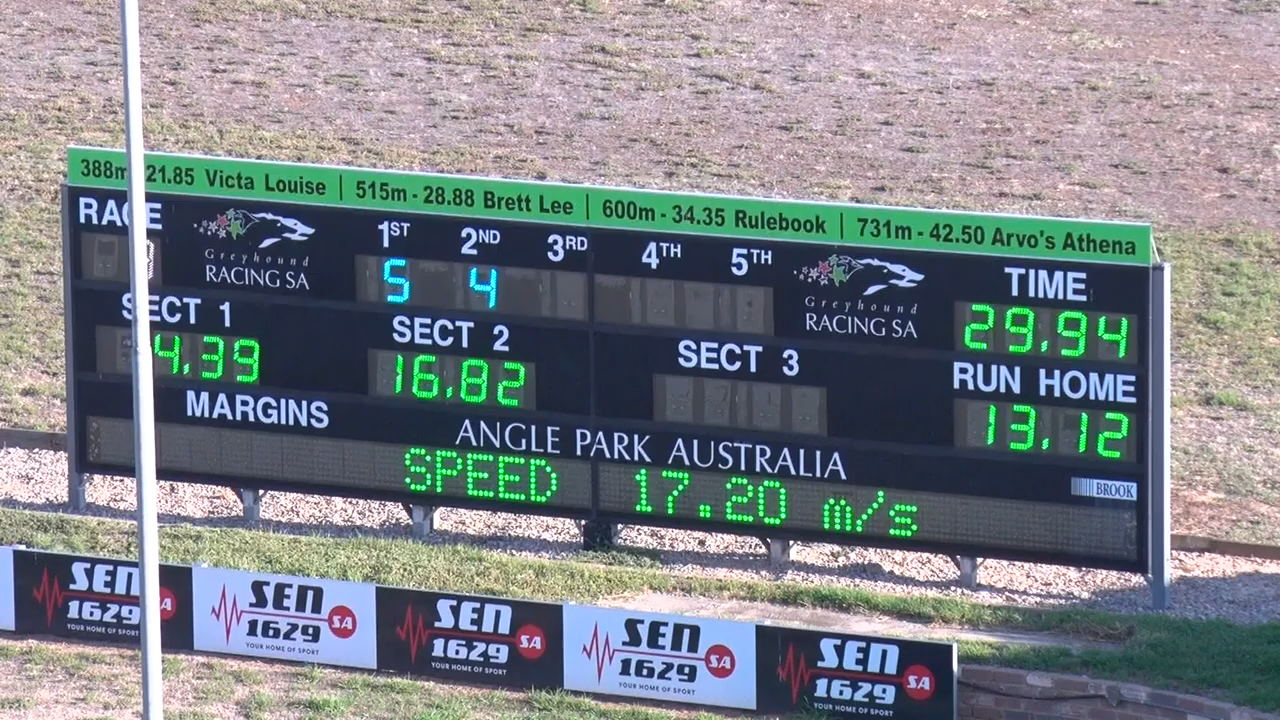 388m 21.85 Victa Louise | 515m - 28.88 Brett Lee | 600m - 34.35 Rulebook | 731m - 42.50 Arvo's Athena
RACE
Greyhound
RACING SA
1ST 2ND 3RD 4TH 5TH
5 4
Greyhound
RACING SA
TIME
29.94
SECT 1
4.39
SECT 2
16.82
SECT 3
RUN HOME
13.12
MARGINS
ANGLE PARK AUSTRALIA
SPEED 17.20 m/s
BROOK
SEN
1629
YOUR HOME OF SPORT
SEN
1629 SA
YOUR HOME OF SPORT
SEN
1629 SA
YOUR HOME OF SPORT
SEN
1629 SA
YOUR HOME OF SPORT
SEN
1629 SA
YOUR HOME OF SPORT